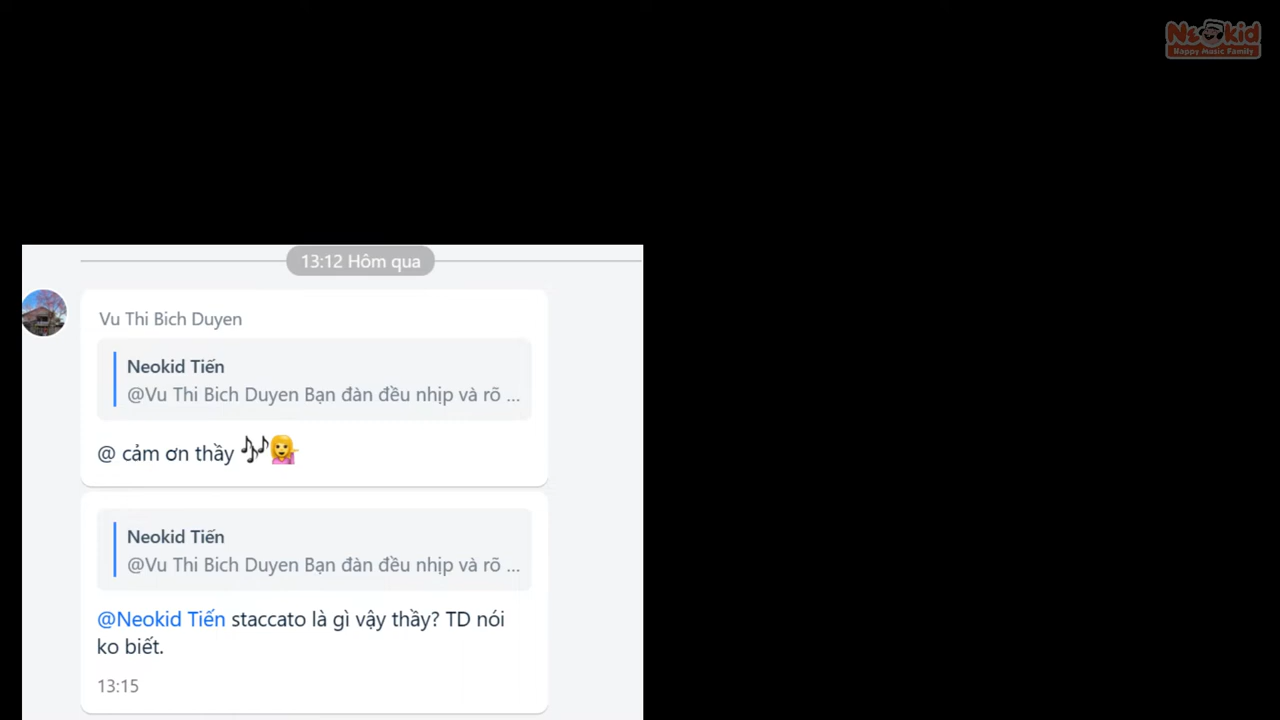 Neokid
Happy Music Family
13:12 Hôm qua
Vu Thi Bich Duyen
Neokid Tiến
@Vu Thi Bich Duyen Bạn đàn đều nhịp và rõ ...
@ cảm ơn thầy 🎶💁‍♀️
Neokid Tiến
@Vu Thi Bich Duyen Bạn đàn đều nhịp và rõ ...
@Neokid Tiến staccato là gì vậy thầy? TD nói
ko biết.
13:15